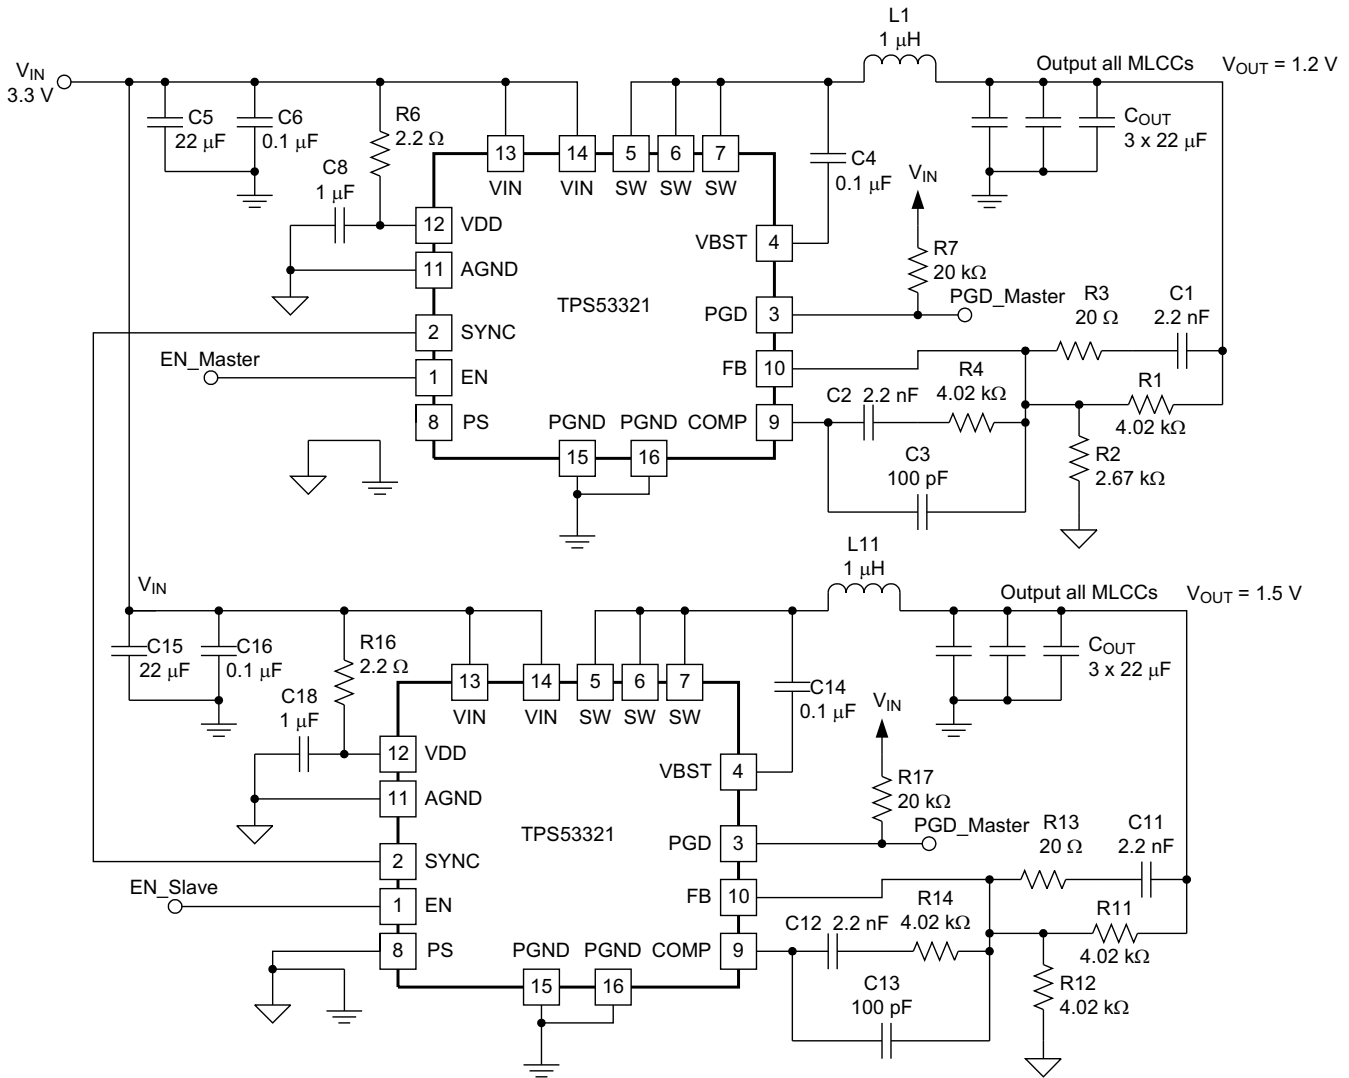 L1
1 μH
VIN
3.3 V
Output all MLCCs
VOUT = 1.2 V
C5
22 μF
C6
0.1 μF
R6
2.2 Ω
COUT
3 x 22 μF
13
14
5
6
7
C8
1 μF
C4
0.1 μF
VIN
VIN
SW
SW
SW
VIN
12
VDD
VBST
4
R7
20 kΩ
11
AGND
TPS53321
PGD_Master
R3
20 Ω
C1
2.2 nF
PGD
3
2
SYNC
EN_Master
1
EN
FB
10
R4
4.02 kΩ
R1
4.02 kΩ
C2 2.2 nF
8
PS
PGND
PGND
COMP
9
15
16
C3
100 pF
R2
2.67 kΩ
L11
1 μH
VIN
Output all MLCCs
VOUT = 1.5 V
C15
22 μF
C16
0.1 μF
R16
2.2 Ω
COUT
3 x 22 μF
13
14
5
6
7
C18
1 μF
C14
0.1 μF
VIN
VIN
SW
SW
SW
VIN
12
VDD
VBST
4
R17
20 kΩ
11
AGND
TPS53321
PGD_Master
R13
20 Ω
C11
2.2 nF
PGD
3
2
SYNC
EN_Slave
1
EN
FB
10
R14
4.02 kΩ
R11
4.02 kΩ
C12 2.2 nF
8
PS
PGND
PGND
COMP
9
15
16
C13
100 pF
R12
4.02 kΩ